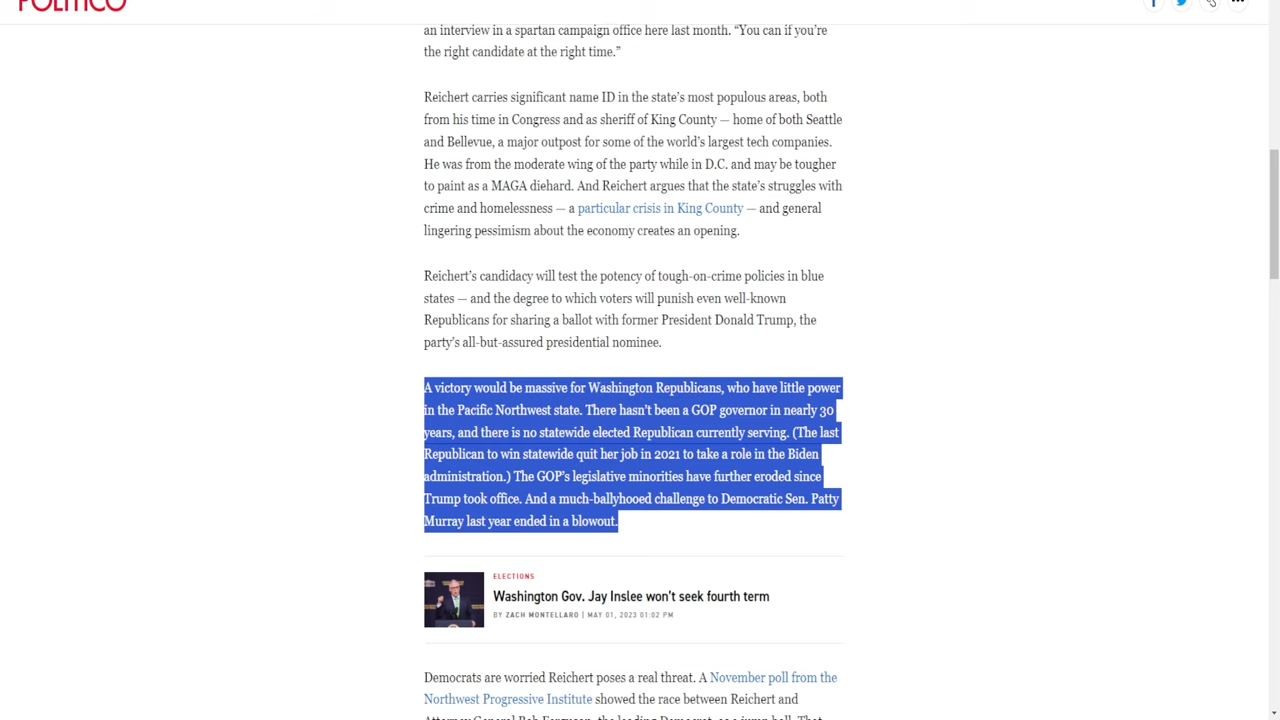 POLITICO
an interview in a spartan campaign office here last month. “You can if you’re
the right candidate at the right time.”
Reichert carries significant name ID in the state’s most populous areas, both
from his time in Congress and as sheriff of King County — home of both Seattle
and Bellevue, a major outpost for some of the world’s largest tech companies.
He was from the moderate wing of the party while in D.C. and may be tougher
to paint as a MAGA diehard. And Reichert argues that the state’s struggles with
crime and homelessness — a particular crisis in King County — and general
lingering pessimism about the economy creates an opening.
Reichert’s candidacy will test the potency of tough-on-crime policies in blue
states — and the degree to which voters will punish even well-known
Republicans for sharing a ballot with former President Donald Trump, the
party’s all-but-assured presidential nominee.
A victory would be massive for Washington Republicans, who have little power
in the Pacific Northwest state. There hasn’t been a GOP governor in nearly 30
years, and there is no statewide elected Republican currently serving. (The last
Republican to win statewide quit her job in 2021 to take a role in the Biden
administration.) The GOP’s legislative minorities have further eroded since
Trump took office. And a much-ballyhooed challenge to Democratic Sen. Patty
Murray last year ended in a blowout.
ELECTIONS
Washington Gov. Jay Inslee won’t seek fourth term
BY ZACH MONTELLARO | MAY 01, 2023 01:02 PM
Democrats are worried Reichert poses a real threat. A November poll from the
Northwest Progressive Institute showed the race between Reichert and
Attorney General Bob Ferguson, the leading Democrat, as a jump ball. That